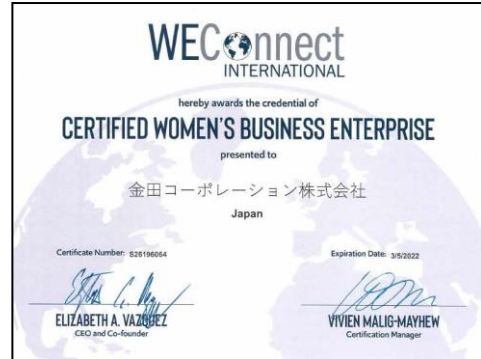 WEConnect
INTERNATIONAL
hereby awards the credential of
CERTIFIED WOMEN'S BUSINESS ENTERPRISE
presented to
金田コーポレーション株式会社
Japan
Certificate Number: S26196064
Expiration Date: 3/5/2022
ELIZABETH A. VAZQUEZ
CEO and Co-founder
VIVIEN MALIG-MAYHEW
Certification Manager